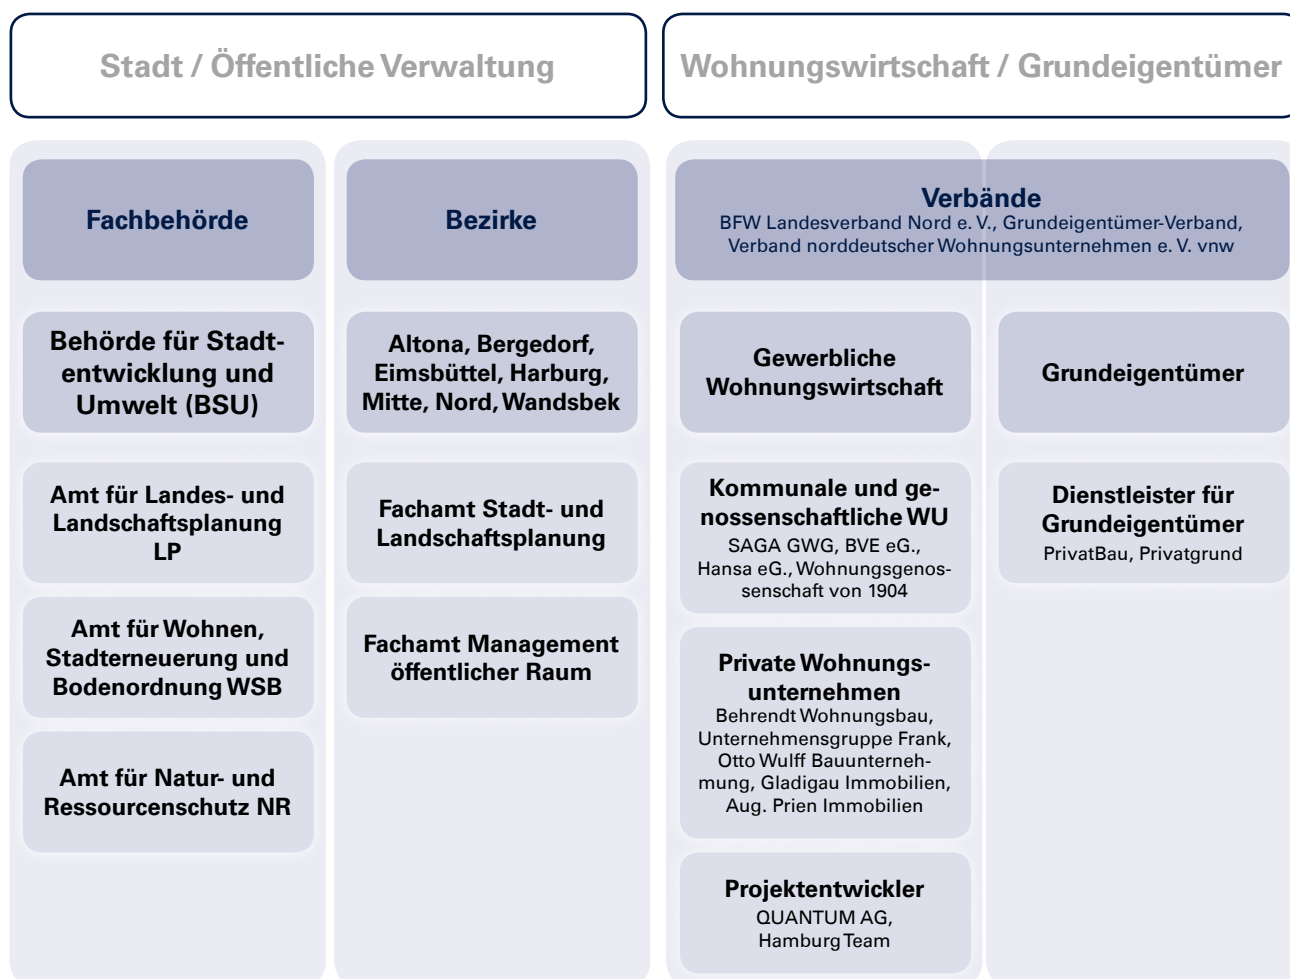 Stadt / Öffentliche Verwaltung
Fachbehörde
Behörde für Stadt-
entwicklung und
Umwelt (BSU)
Amt für Landes- und
Landschaftsplanung
LP
Amt für Wohnen,
Stadterneuerung und
Bodenordnung WSB
Amt für Natur- und
Ressourcenschutz NR
Bezirke
Altona, Bergedorf,
Eimsbüttel, Harburg,
Mitte, Nord, Wandsbek
Fachamt Stadt- und
Landschaftsplanung
Fachamt Management
öffentlicher Raum
Wohnungswirtschaft / Grundeigentümer
Verbände
BFW Landesverband Nord e. V., Grundeigentümer-Verband,
Verband norddeutscher Wohnungsunternehmen e. V. vnw
Gewerbliche
Wohnungswirtschaft
Kommunale und ge-
nossenschaftliche WU
SAGA GWG, BVE eG.,
Hansa eG., Wohnungsgenos-
senschaft von 1904
Private Wohnungs-
unternehmen
Behrendt Wohnungsbau,
Unternehmensgruppe Frank,
Otto Wulff Bauunterneh-
mung, Gladigau Immobilien,
Aug. Prien Immobilien
Projektentwickler
QUANTUM AG,
Hamburg Team
Grundeigentümer
Dienstleister für
Grundeigentümer
PrivatBau, Privatgrund